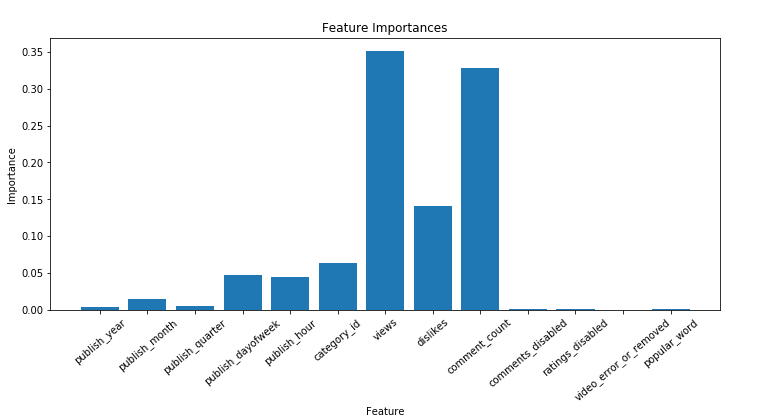 Feature Importances
Importance
0.35
0.30
0.25
0.20
0.15
0.10
0.05
0.00
publish_year
publish_month
publish_quarter
publish_dayofweek
publish_hour
category_id
views
dislikes
comment_count
comments_disabled
ratings_disabled
video_error_or_removed
popular_word
Feature